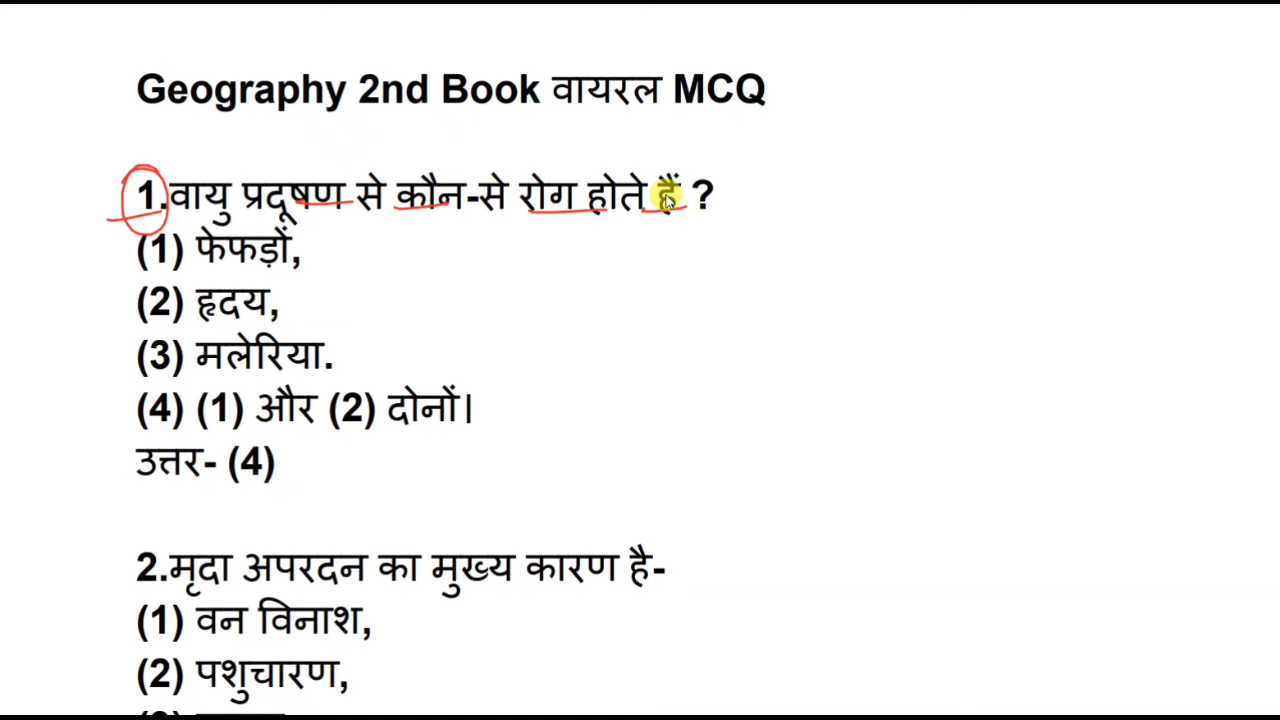 Geography 2nd Book वायरल MCQ
1.वायु प्रदूषण से कौन-से रोग होते हैं ?
(1) फेफड़ों,
(2) हृदय,
(3) मलेरिया.
(4) (1) और (2) दोनों।
उत्तर- (4)
2.मृदा अपरदन का मुख्य कारण है-
(1) वन विनाश,
(2) पशुचारण,